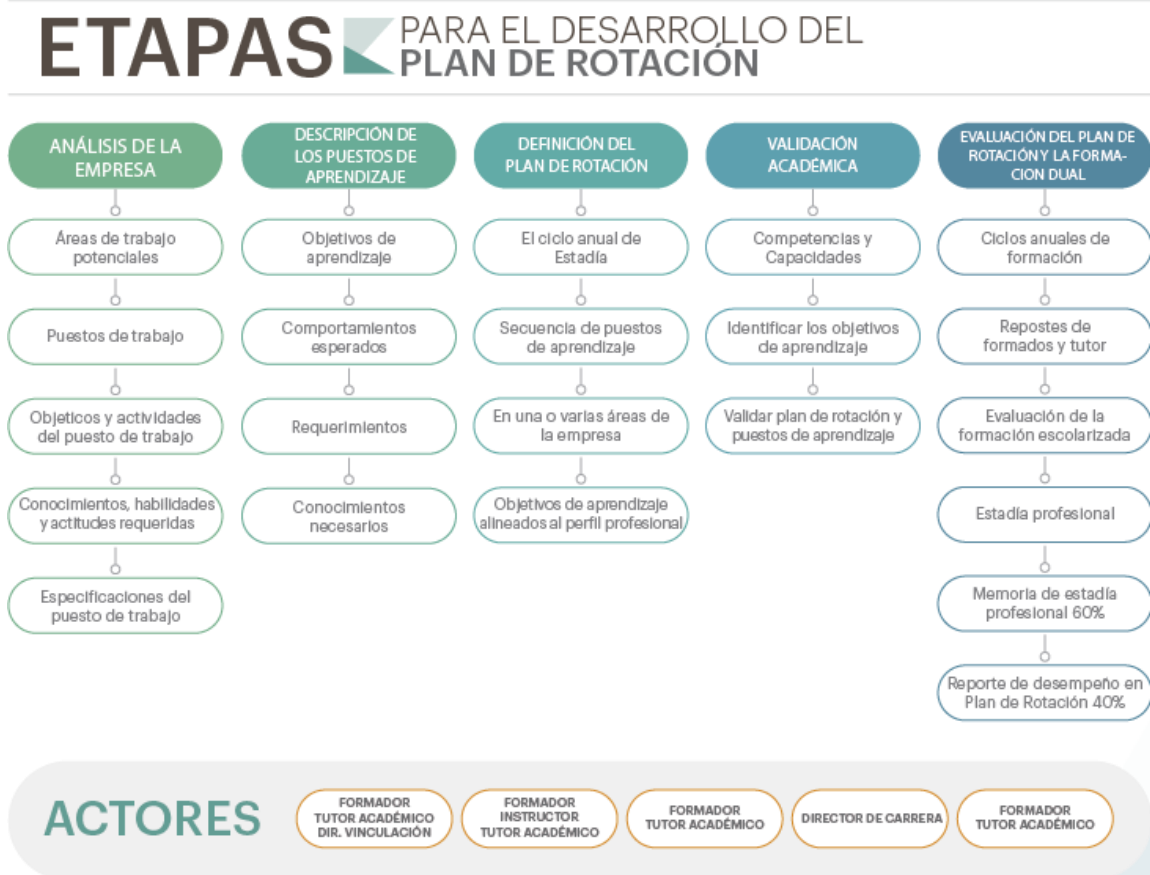 ETAPAS
PARA EL DESARROLLO DEL
PLAN DE ROTACIÓN
ANÁLISIS DE LA
EMPRESA
Áreas de trabajo
potenciales
Puestos de trabajo
Objeticos y actividades
del puesto de trabajo
Conocimientos, habilidades
y actitudes requeridas
Especificaciones del
puesto de trabajo
DESCRIPCIÓN DE
LOS PUESTOS DE
APRENDIZAJE
Objetivos de
aprendizaje
Comportamientos
esperados
Requerimientos
Conocimientos
necesarios
DEFINICIÓN DEL
PLAN DE ROTACIÓN
El ciclo anual de
Estadía
Secuencia de puestos
de aprendizaje
En una o varias áreas de
la empresa
Objetivos de aprendizaje
alineados al perfil profesional
VALIDACIÓN
ACADÉMICA
Competencias y
Capacidades
Identificar los objetivos
de aprendizaje
Validar plan de rotación y
puestos de aprendizaje
EVALUACIÓN DEL PLAN DE
ROTACIÓN Y LA FORMA-
CION DUAL
Ciclos anuales de
formación
Repostes de
formados y tutor
Evaluación de la
formación escolarizada
Estadía profesional
Memoria de estadía
profesional 60%
Reporte de desempeño en
Plan de Rotación 40%
ACTORES
FORMADOR
TUTOR ACADÉMICO
DIR. VINCULACIÓN
FORMADOR
INSTRUCTOR
TUTOR ACADÉMICO
FORMADOR
TUTOR ACADÉMICO
DIRECTOR DE CARRERA
FORMADOR
TUTOR ACADÉMICO